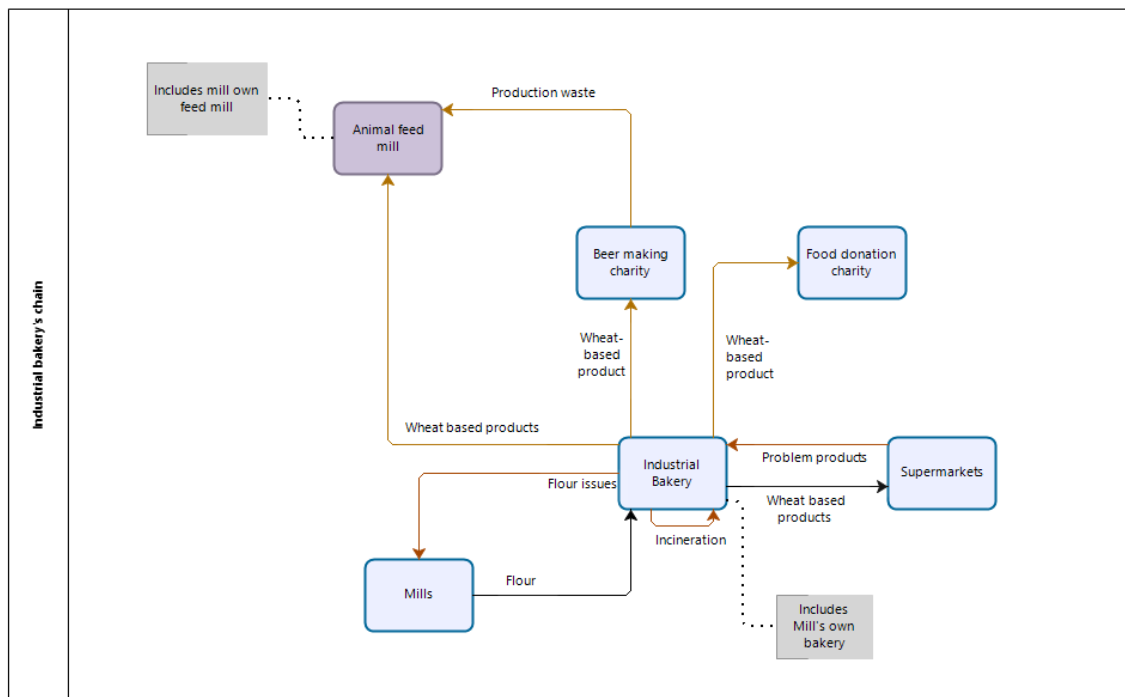 Industrial bakery's chain
Includes mill own
feed mill
Production waste
Animal feed
mill
Beer making
charity
Food donation
charity
Wheat-
based
product
Wheat-
based
product
Wheat based products
Industrial
Bakery
Problem products
Supermarkets
Flour issues
Wheat based
products
Incineration
Mills
Flour
Includes
Mill's own
bakery